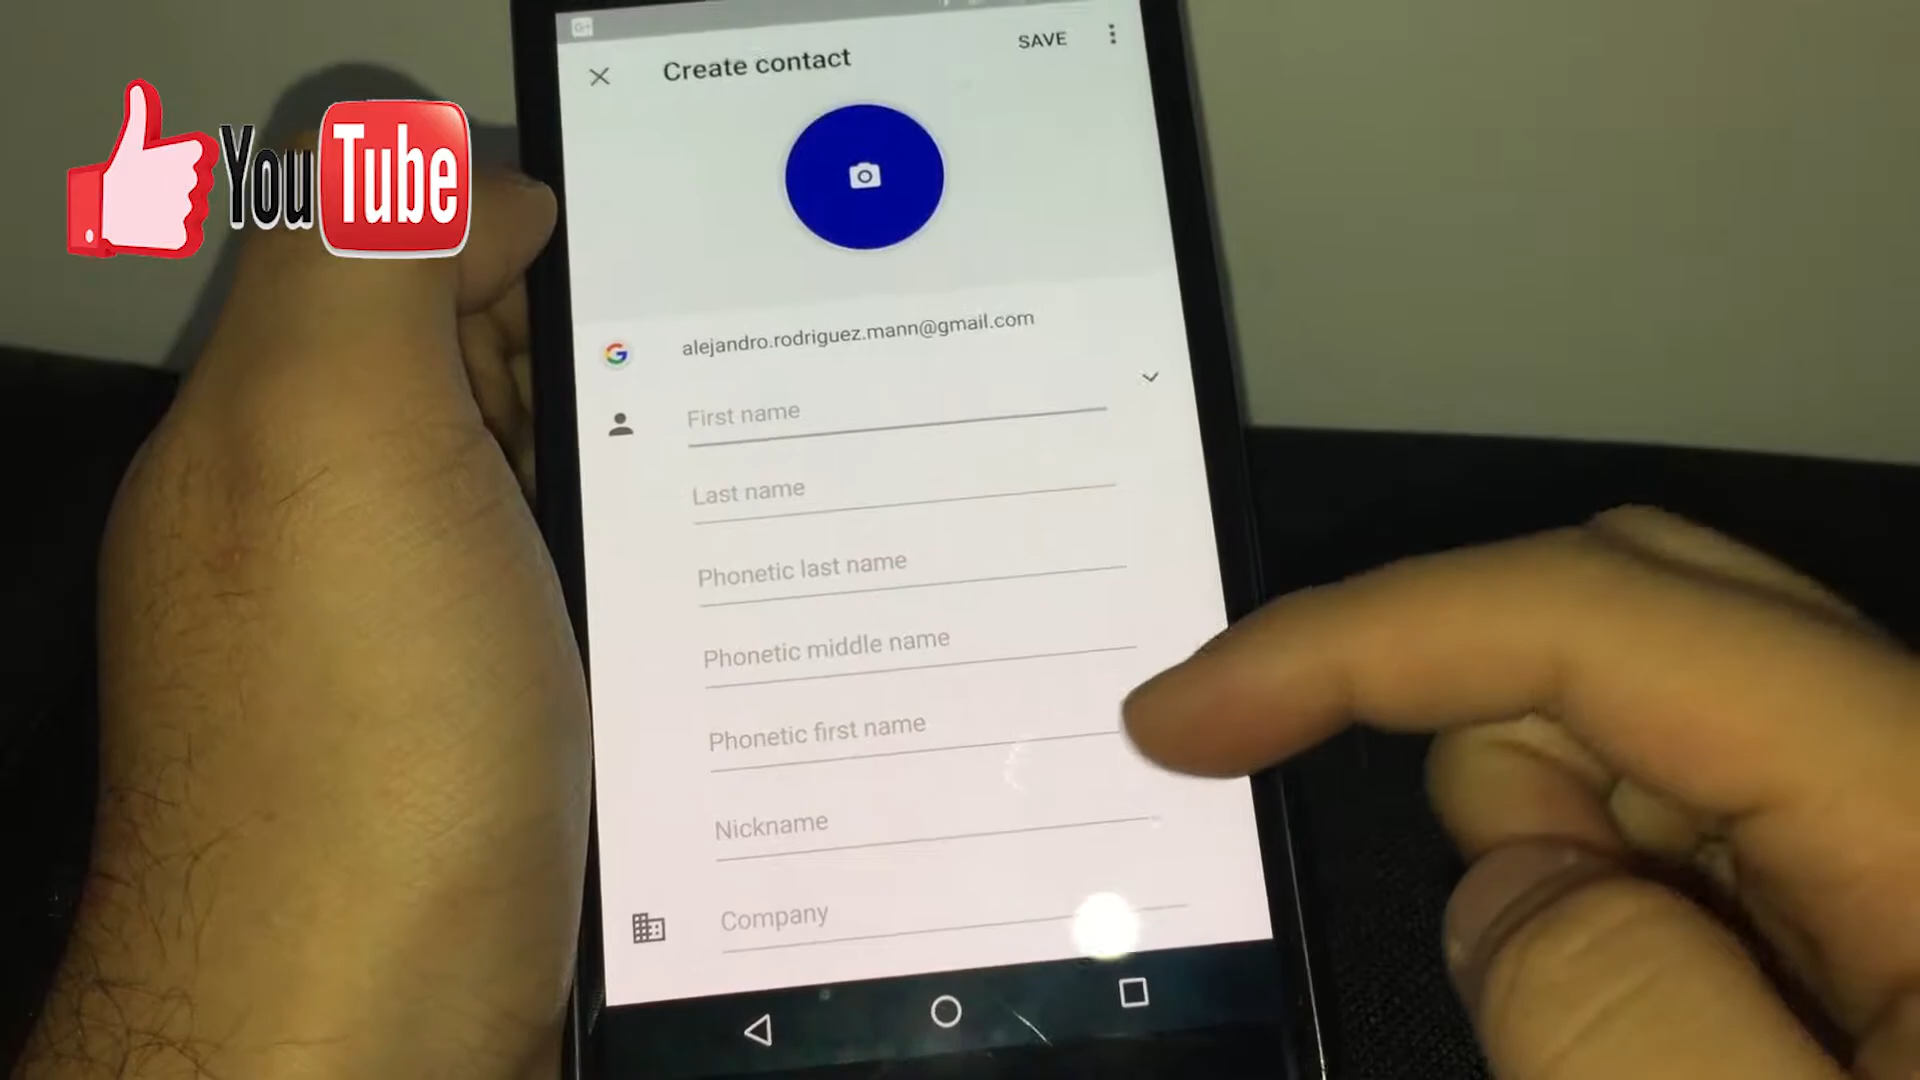 G+
SAVE
Create contact
YouTube
alejandro.rodriguez.mann@gmail.com
First name
Last name
Phonetic last name
Phonetic middle name
Phonetic first name
Nickname
Company